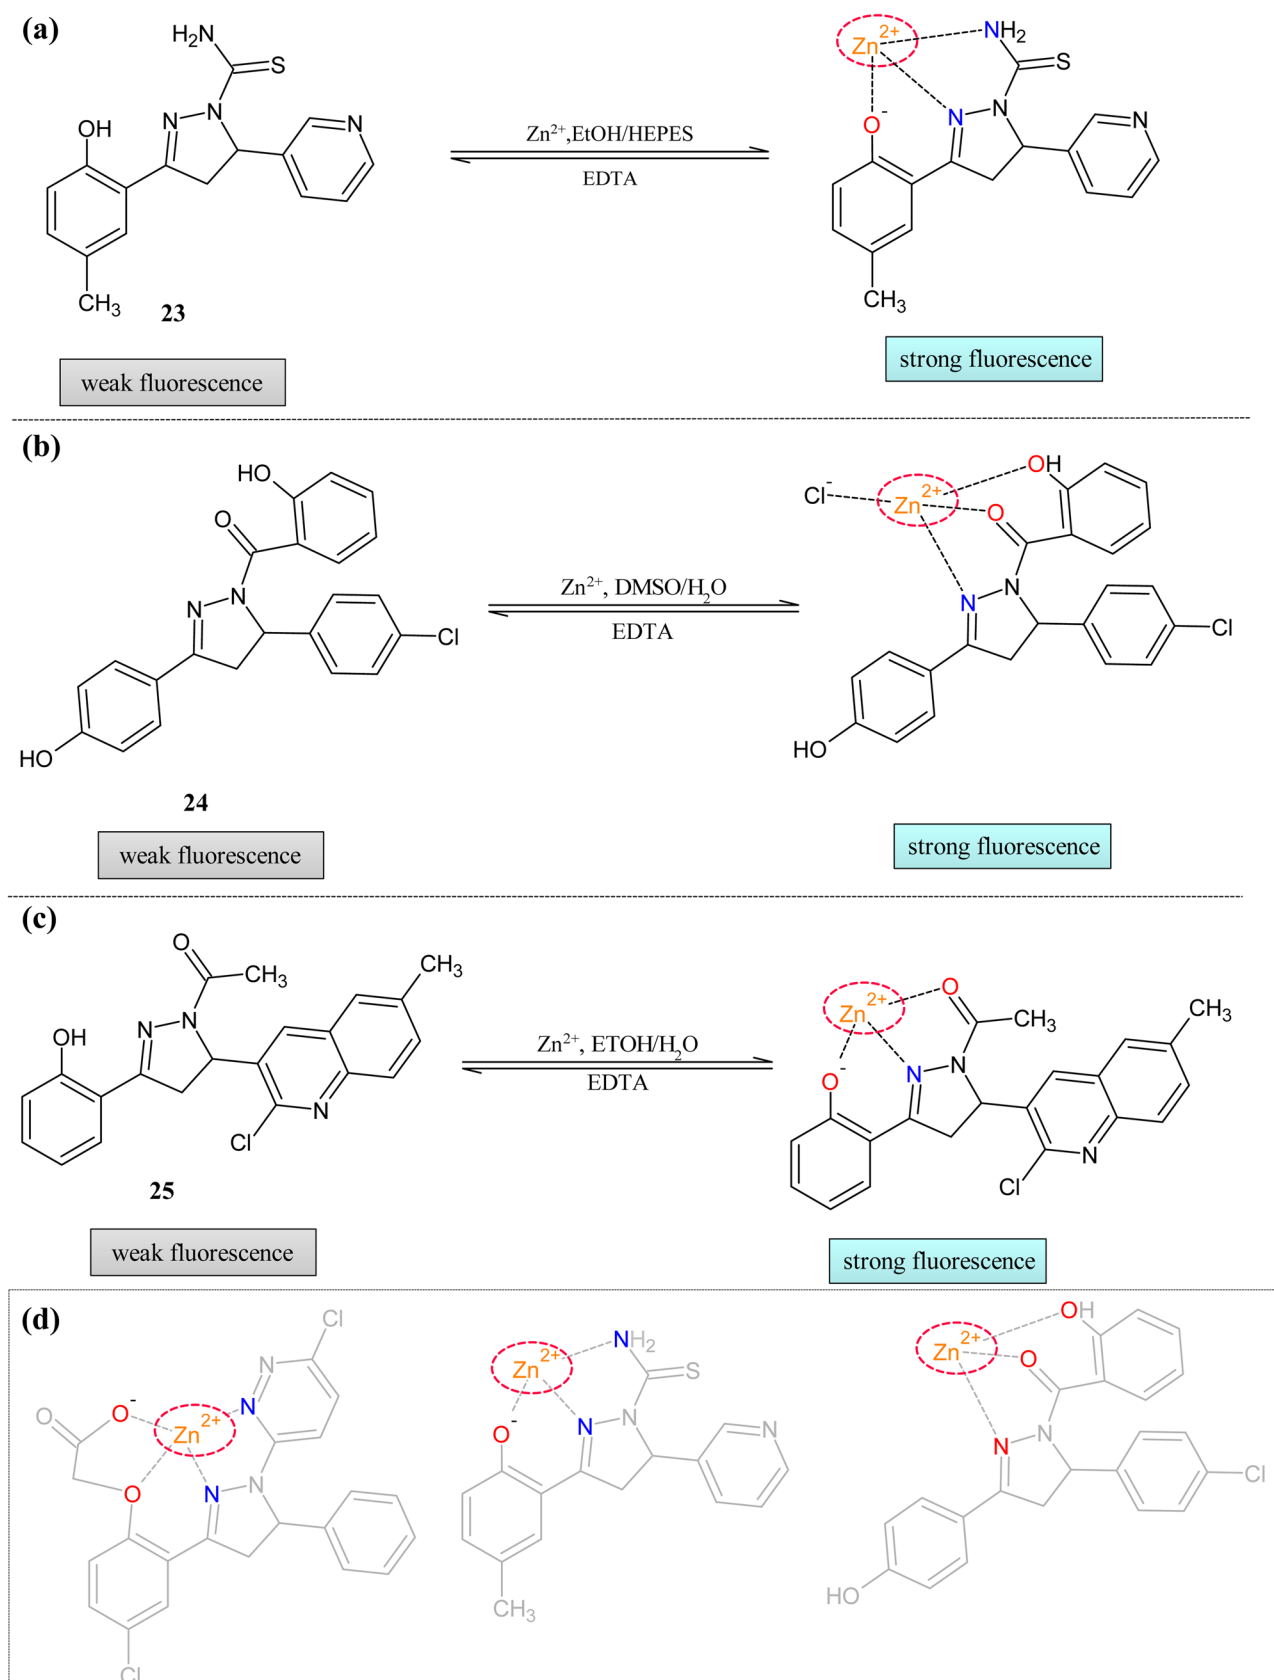 (a)
H₂N
S
N
N
OH
N
CH₃
23
weak fluorescence
Zn²⁺,EtOH/HEPES
EDTA
Zn²⁺
NH₂
S
O⁻
N
N
N
CH₃
strong fluorescence
(b)
HO
O
N
N
Cl
HO
24
weak fluorescence
Zn²⁺, DMSO/H₂O
EDTA
Cl⁻
Zn²⁺
OH
O
N
N
Cl
HO
strong fluorescence
(c)
O
CH₃
CH₃
OH
N
N
Cl
N
25
weak fluorescence
Zn²⁺, ETOH/H₂O
EDTA
Zn²⁺
O
CH₃
CH₃
O⁻
N
N
Cl
N
strong fluorescence
(d)
Cl
N
N
O
O⁻
Zn²⁺
O
N
N
Cl
Zn²⁺
NH₂
S
O⁻
N
N
N
CH₃
Zn²⁺
OH
O
N
N
Cl
HO